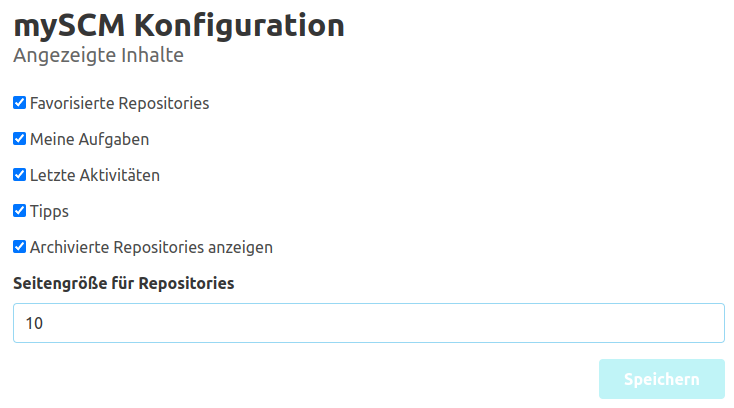 mySCM Konfiguration
Angezeigte Inhalte
Favorisierte Repositories
Meine Aufgaben
Letzte Aktivitäten
Tipps
Archivierte Repositories anzeigen
Seitengröße für Repositories
10
Speichern